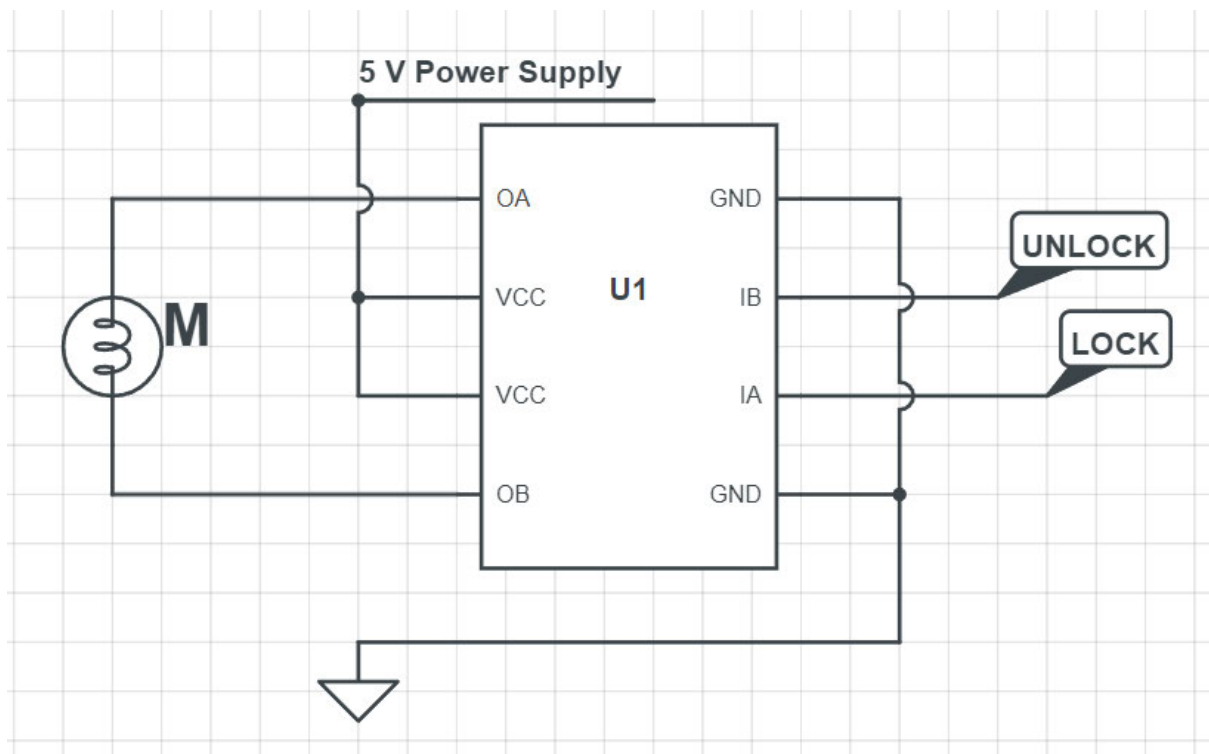 5 V Power Supply
OA
GND
UNLOCK
VCC
U1
IB
M
LOCK
VCC
IA
OB
GND